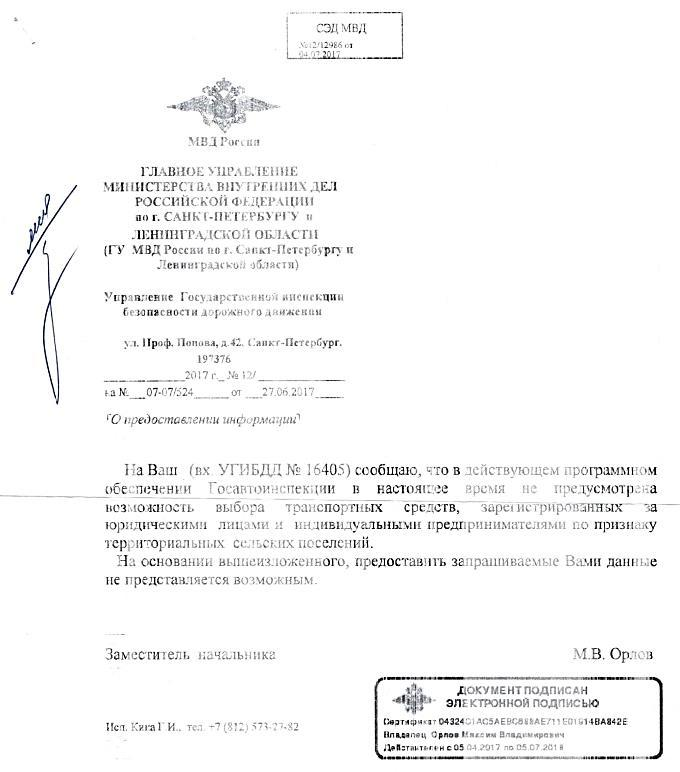 СЭД МВД
№12/12986 от
04.07.2017
МВД России
ГЛАВНОЕ УПРАВЛЕНИЕ
МИНИСТЕРСТВА ВНУТРЕННИХ ДЕЛ
РОССИЙСКОЙ ФЕДЕРАЦИИ
по г. САНКТ-ПЕТЕРБУРГУ и
ЛЕНИНГРАДСКОЙ ОБЛАСТИ
(ГУ МВД России по г. Санкт-Петербургу и
Ленинградской области)
Управление Государственной инспекции
безопасности дорожного движения
ул. Проф. Попова, д.42. Санкт-Петербург.
197376
2017 г. № 12/
на № 07-07/524 от 27.06.2017
"О предоставлении информации"
На Ваш (вх. УГИБДД № 16405) сообщаю, что в действующем программном
обеспечении Госавтоинспекции в настоящее время не предусмотрена
возможность выбора транспортных средств, зарегистрированных за
юридическими лицами и индивидуальными предпринимателями по признаку
территориальных сельских поселений.
На основании вышеизложенного, предоставить запрашиваемые Вами данные
не представляется возможным.
Заместитель начальника М.В. Орлов
ДОКУМЕНТ ПОДПИСАН
ЭЛЕКТРОННОЙ ПОДПИСЬЮ
Сертификат
Владелец Орлов Максим Владимирович
Действителен с 05.04.2017 по 05.07.2018
Исп. Кига Г.И., тел. +7 (812) 573-27-82